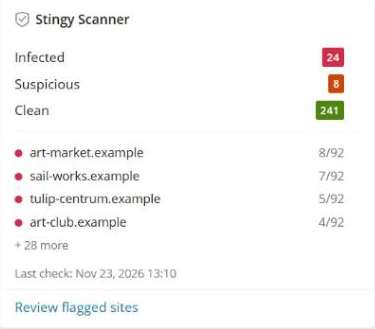 Stingy Scanner
Infected 24
Suspicious 8
Clean 241
art-market.example 8/92
sail-works.example 7/92
tulip-centrum.example 5/92
art-club.example 4/92
+ 28 more
Last check: Nov 23, 2026 13:10
Review flagged sites